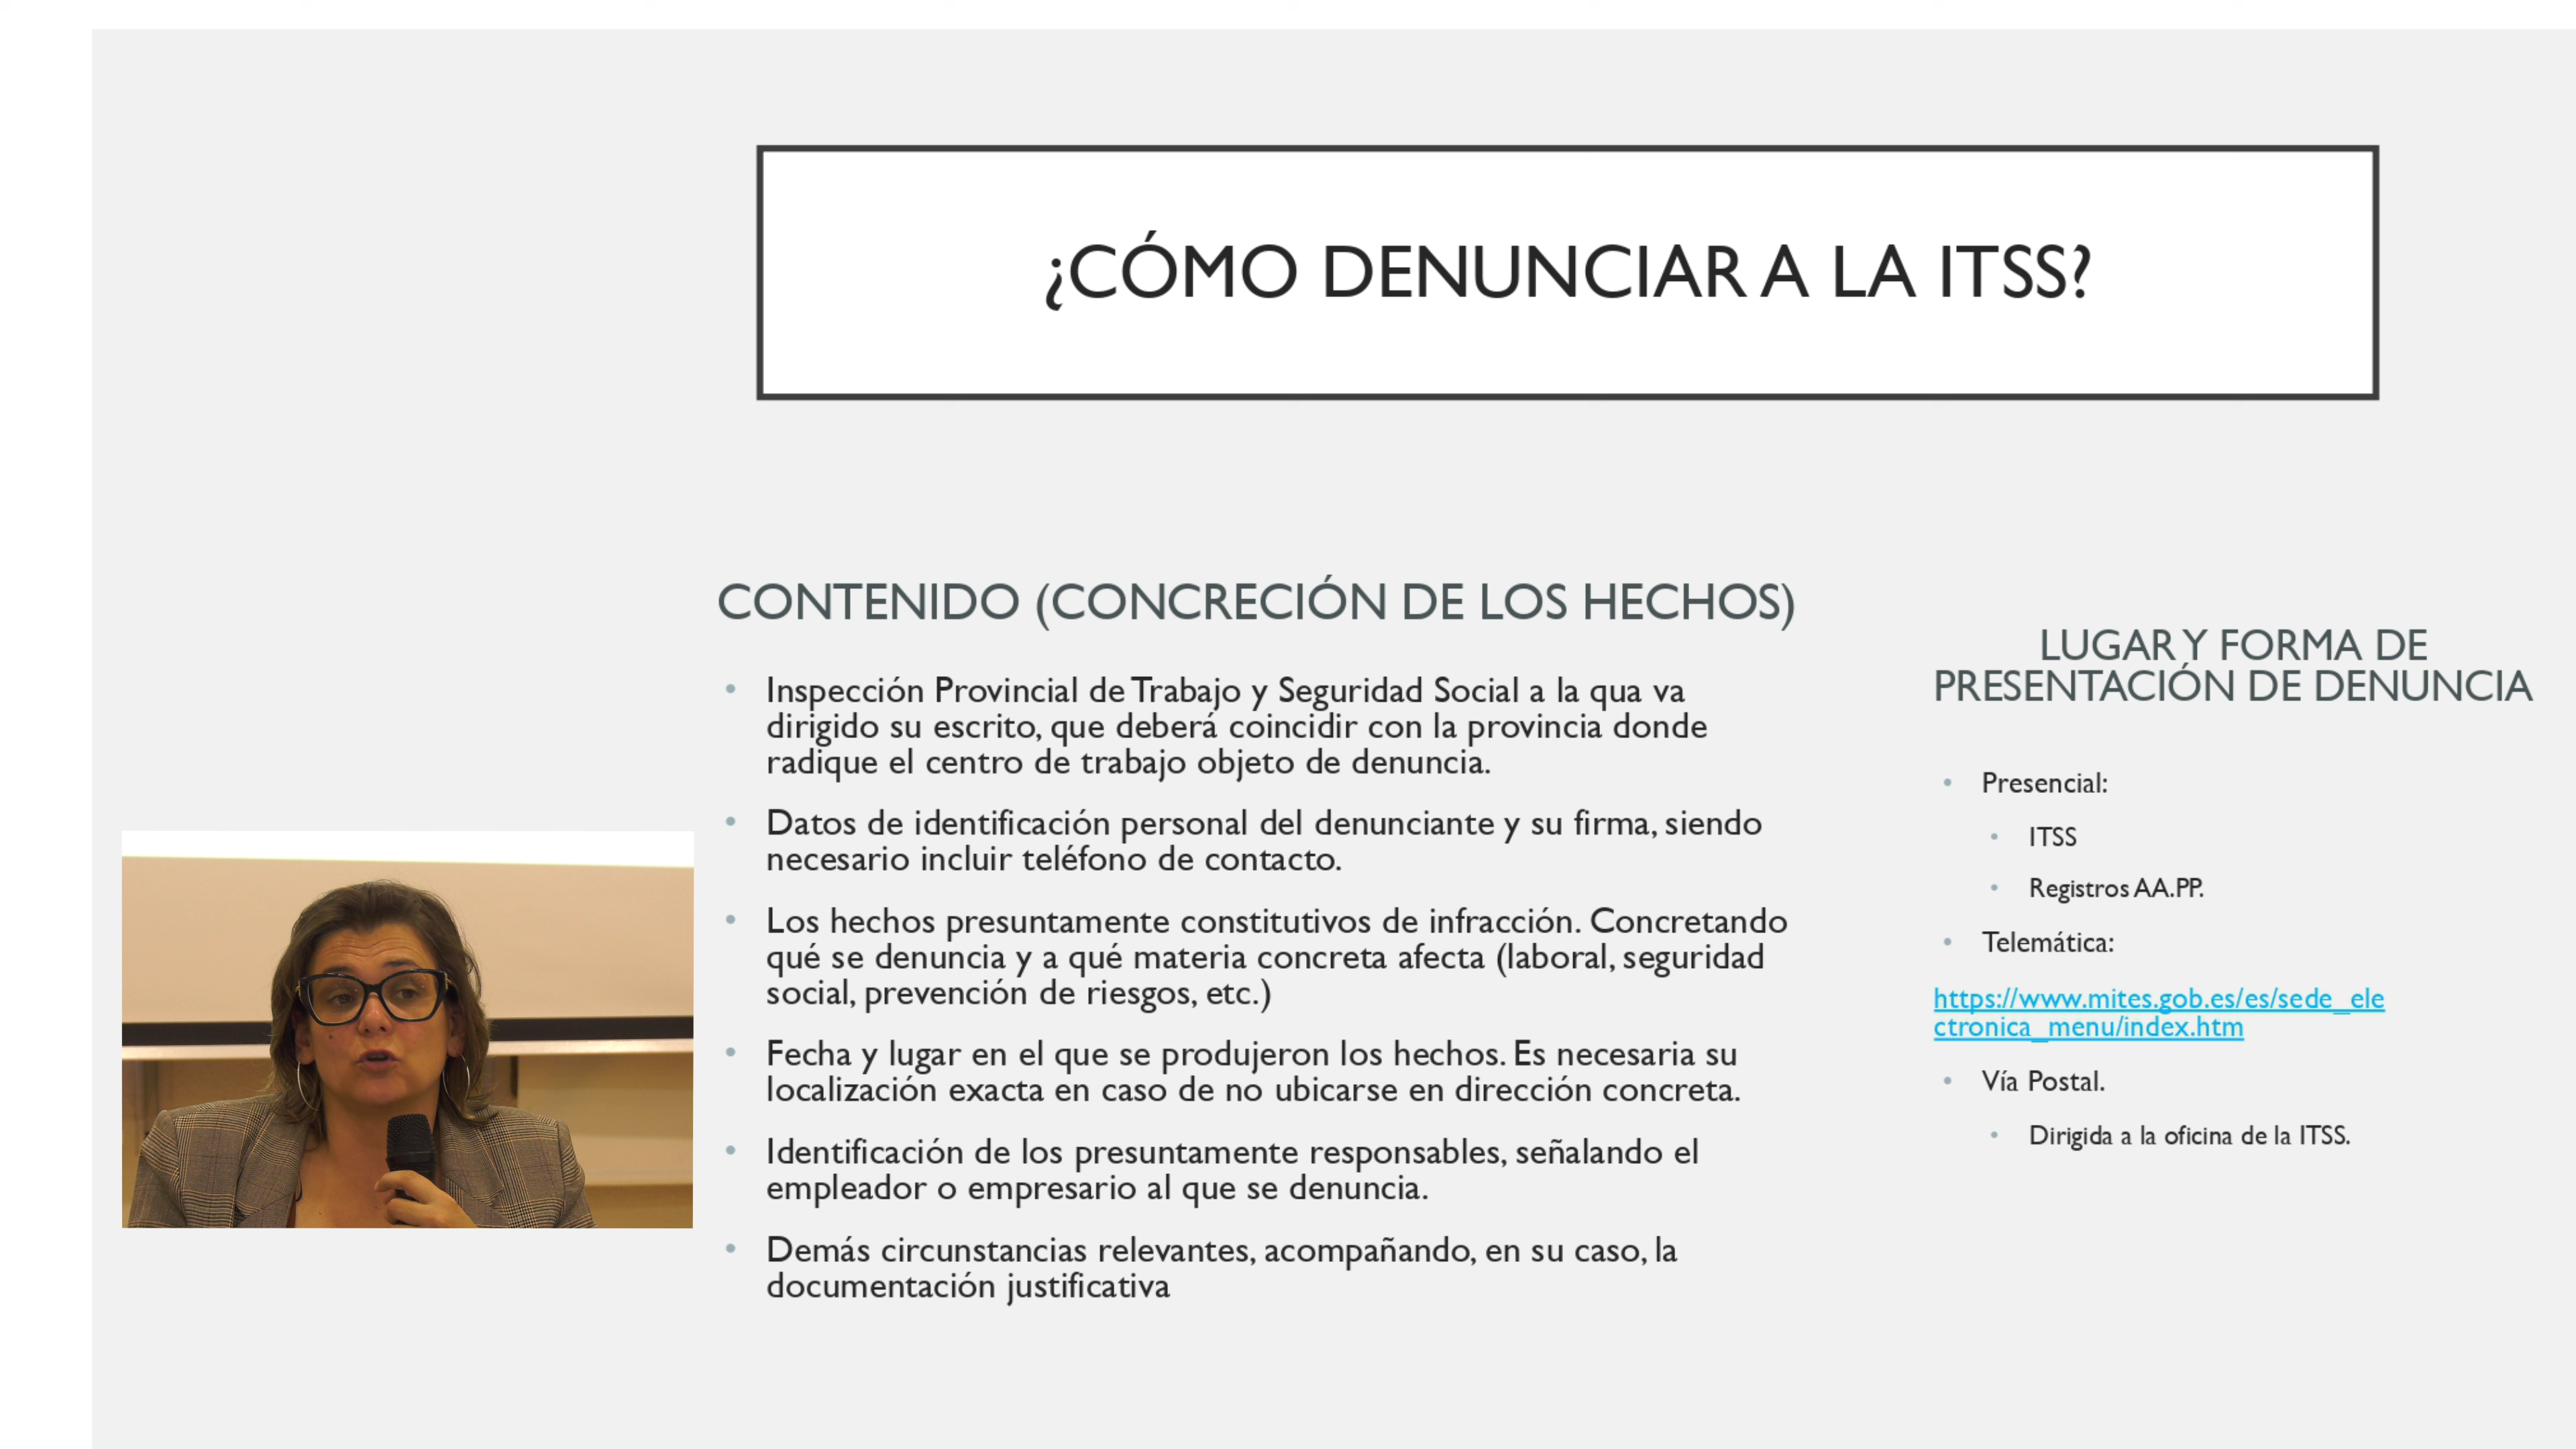 ¿CÓMO DENUNCIAR A LA ITSS?
CONTENIDO (CONCRECIÓN DE LOS HECHOS)
• Inspección Provincial de Trabajo y Seguridad Social a la qua va
dirigido su escrito, que deberá coincidir con la provincia donde
radique el centro de trabajo objeto de denuncia.
• Datos de identificación personal del denunciante y su firma, siendo
necesario incluir teléfono de contacto.
• Los hechos presuntamente constitutivos de infracción. Concretando
qué se denuncia y a qué materia concreta afecta (laboral, seguridad
social, prevención de riesgos, etc.)
• Fecha y lugar en el que se produjeron los hechos. Es necesaria su
localización exacta en caso de no ubicarse en dirección concreta.
• Identificación de los presuntamente responsables, señalando el
empleador o empresario al que se denuncia.
• Demás circunstancias relevantes, acompañando, en su caso, la
documentación justificativa
LUGAR Y FORMA DE
PRESENTACIÓN DE DENUNCIA
• Presencial:
• ITSS
• Registros AA.PP.
• Telemática:
https://www.mites.gob.es/es/sede_ele
ctronica_menu/index.htm
• Vía Postal.
• Dirigida a la oficina de la ITSS.